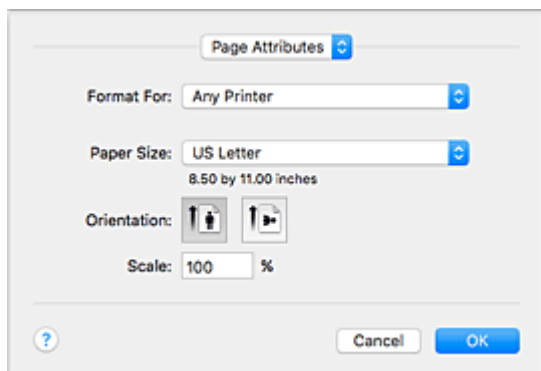 Page Attributes
Format For: Any Printer
Paper Size: US Letter
8.50 by 11.00 inches
Orientation:
Scale: 100 %
? Cancel OK